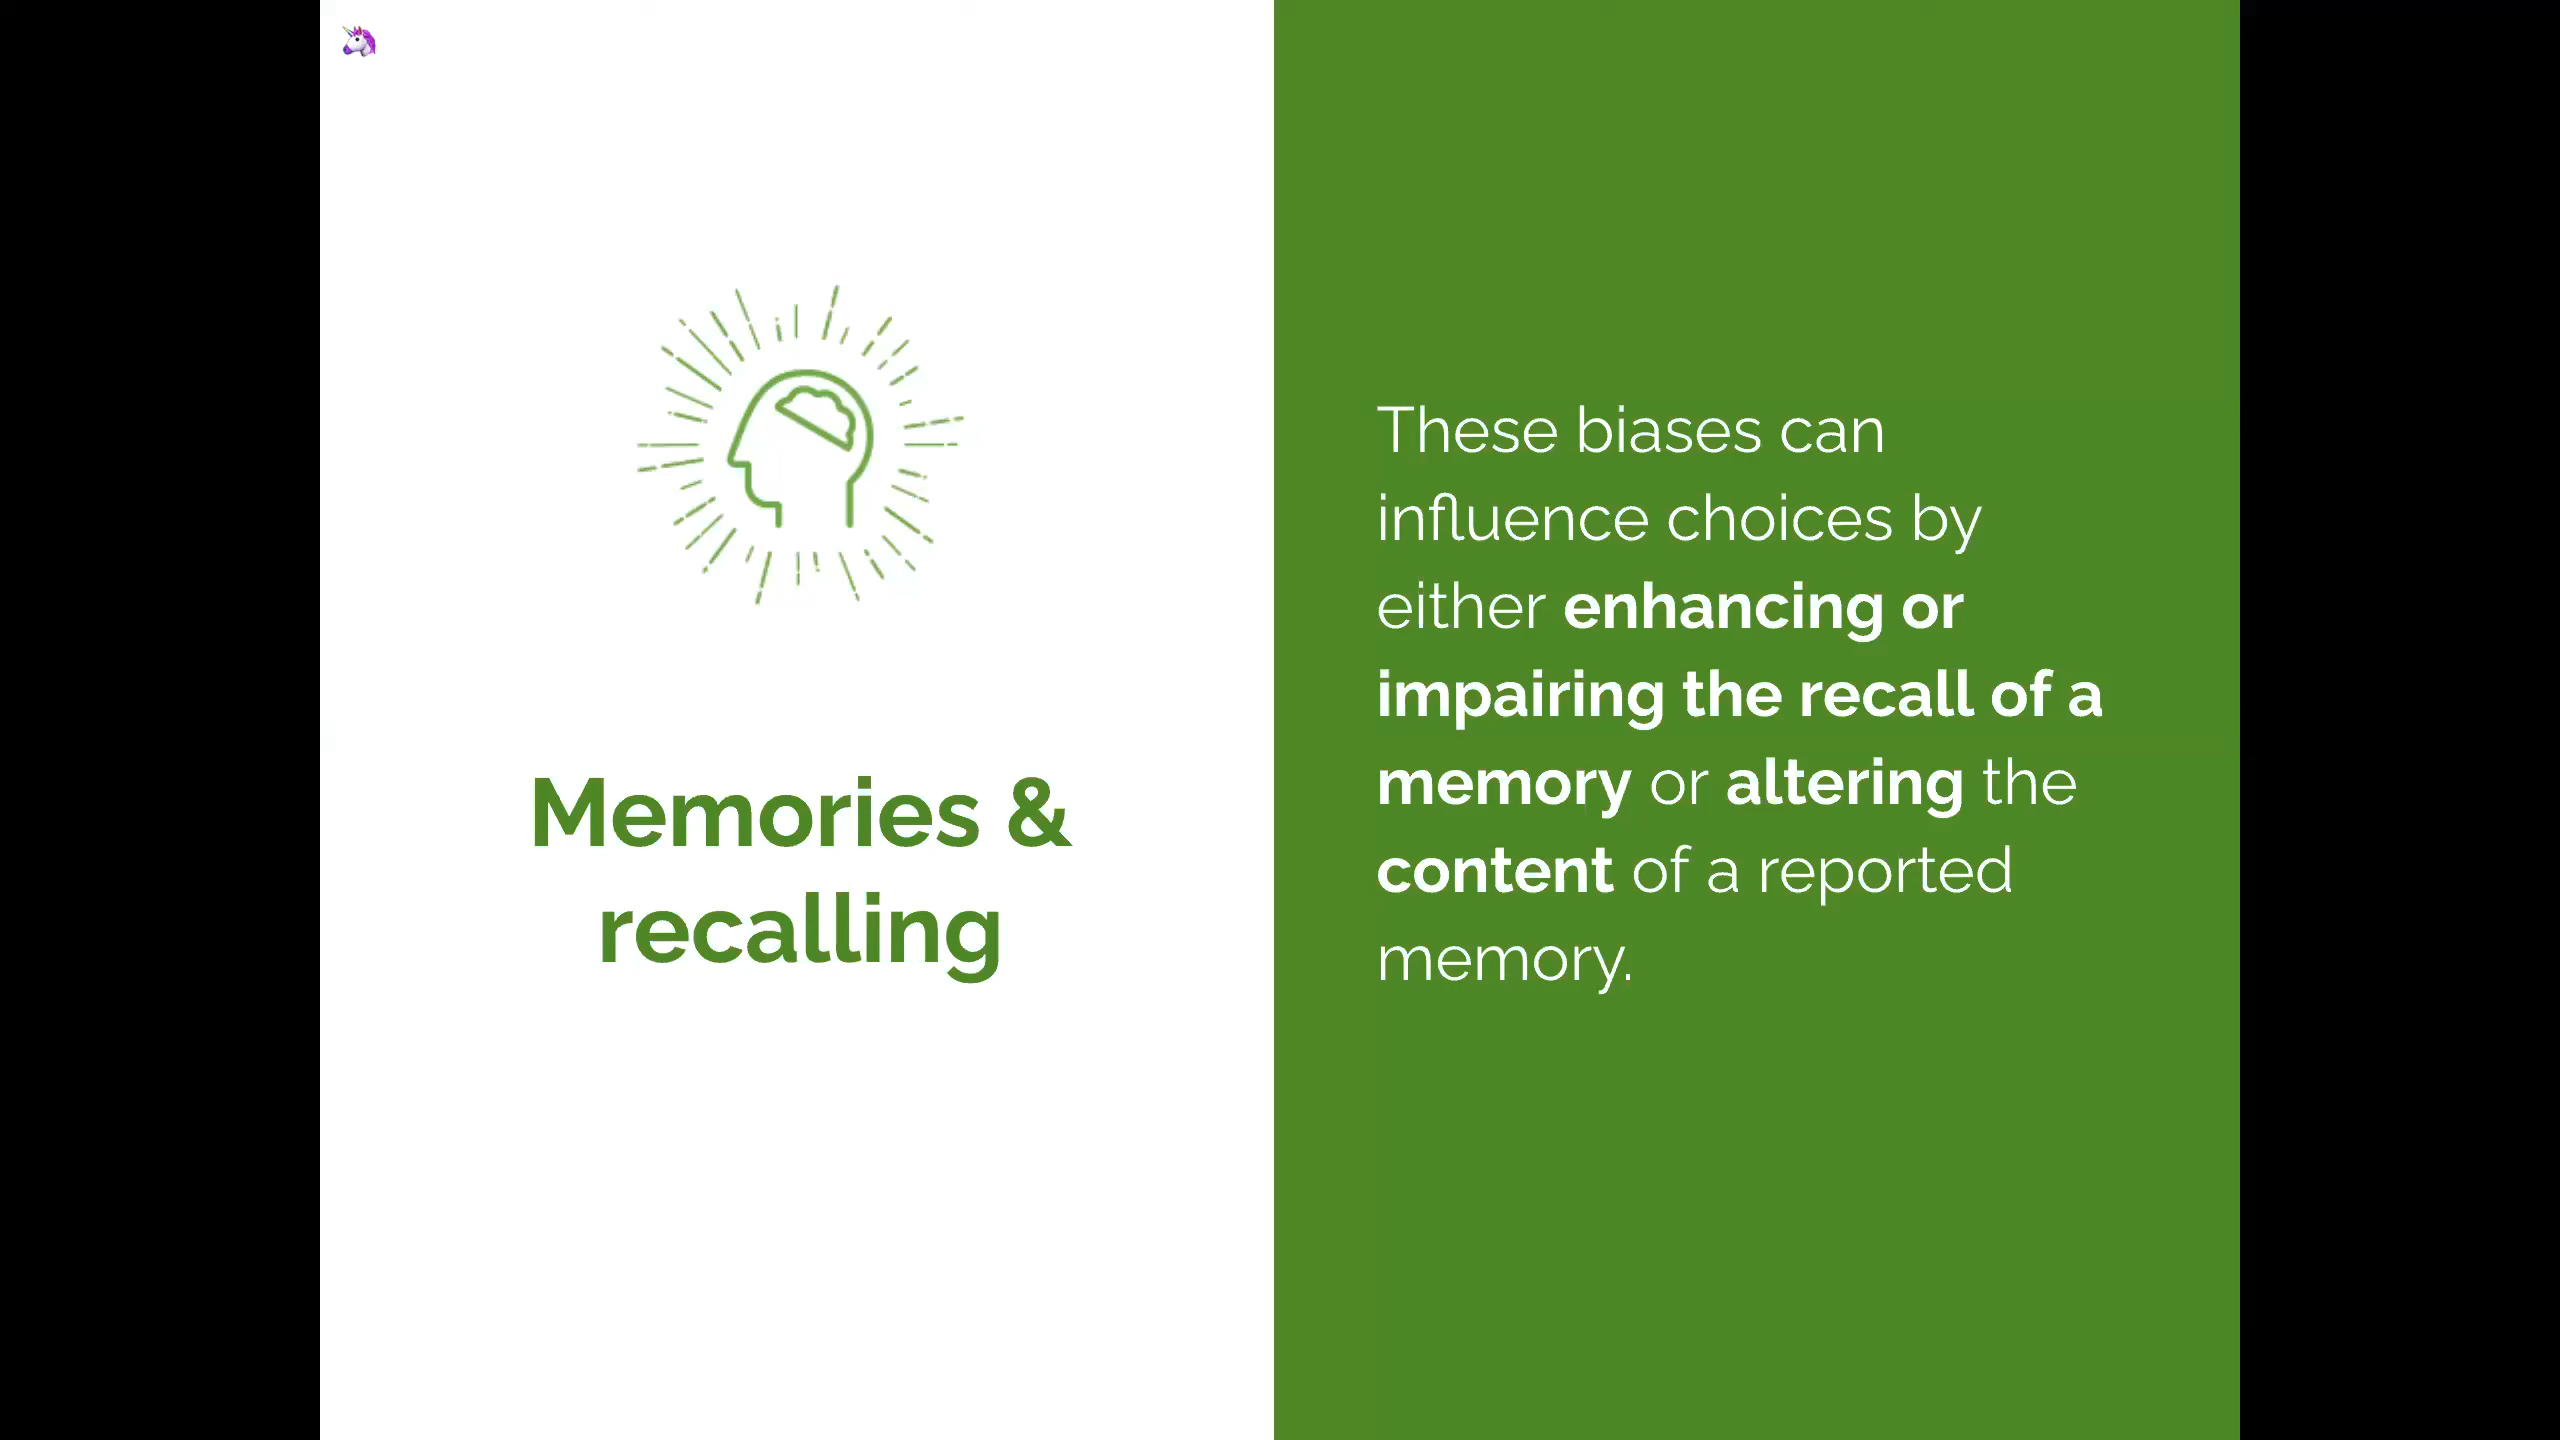 Memories &
recalling
These biases can
influence choices by
either enhancing or
impairing the recall of a
memory or altering the
content of a reported
memory.